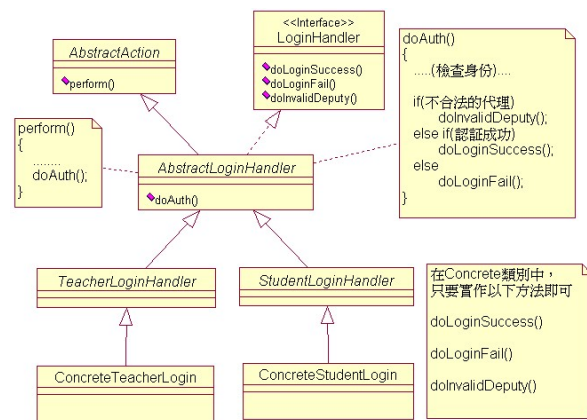 AbstractAction
perform()
<<Interface>>
LoginHandler
doLoginSuccess()
doLoginFail()
doInvalidDeputy()
doAuth()
{
.....(檢查身份)....
if(不合法的代理)
doInvalidDeputy();
else if(認証成功)
doLoginSuccess();
else
doLoginFail();
}
perform()
{
........
doAuth();
}
AbstractLoginHandler
doAuth()
TeacherLoginHandler
StudentLoginHandler
ConcreteTeacherLogin
ConcreteStudentLogin
在Concrete類別中，
只要實作以下方法即可
doLoginSuccess()
doLoginFail()
doInvalidDeputy()